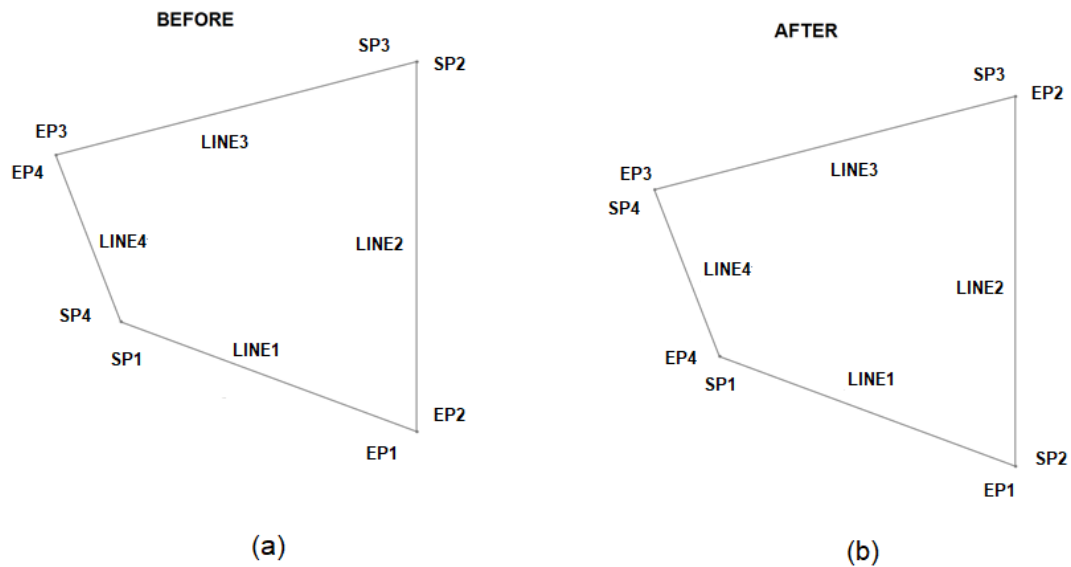 BEFORE
SP3
SP2
EP3
LINE3
EP4
LINE4
LINE2
SP4
SP1
LINE1
EP2
EP1
(a)
AFTER
SP3
EP2
EP3
LINE3
SP4
LINE4
LINE2
EP4
SP1
LINE1
SP2
EP1
(b)